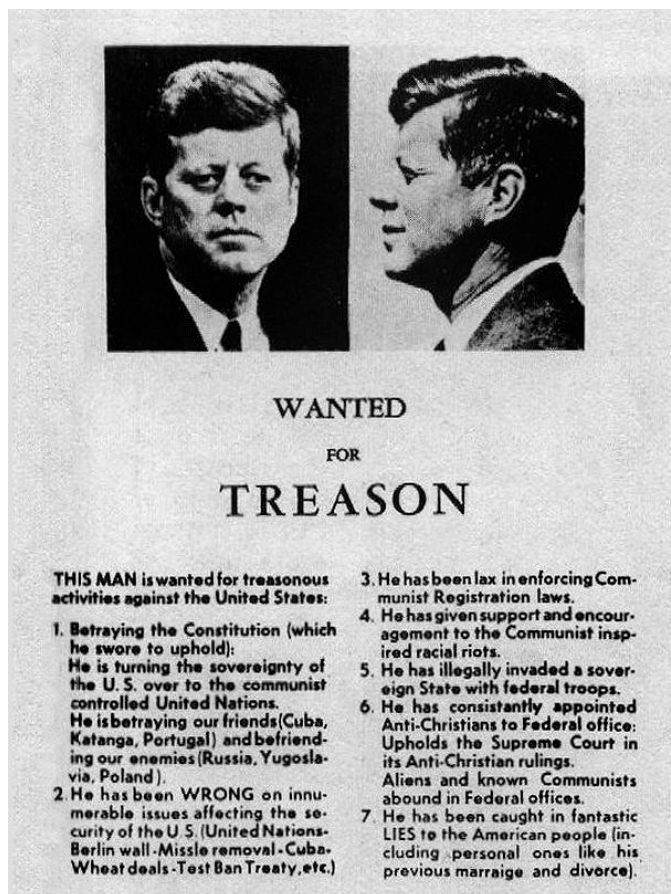 WANTED
FOR
TREASON
THIS MAN is wanted for treasonous
activities against the United States:
1. Betraying the Constitution (which
he swore to uphold):
He is turning the sovereignty of
the U.S. over to the communist
controlled United Nations.
He is betraying our friends (Cuba,
Katanga, Portugal) and befriend-
ing our enemies (Russia, Yugosla-
via, Poland).
2. He has been WRONG on innu-
merable issues affecting the se-
curity of the U.S. (United Nations-
Berlin wall-Missle removal-Cuba-
Wheat deals-Test Ban Treaty, etc.)
3. He has been lax in enforcing Com-
munist Registration laws.
4. He has given support and encour-
agement to the Communist insp-
ired racial riots.
5. He has illegally invaded a sover-
eign State with federal troops.
6. He has consistantly appointed
Anti-Christians to Federal office:
Upholds the Supreme Court in
its Anti-Christian rulings.
Aliens and known Communists
abound in Federal offices.
7. He has been caught in fantastic
LIES to the American people (in-
cluding personal ones like his
previous marraige and divorce).